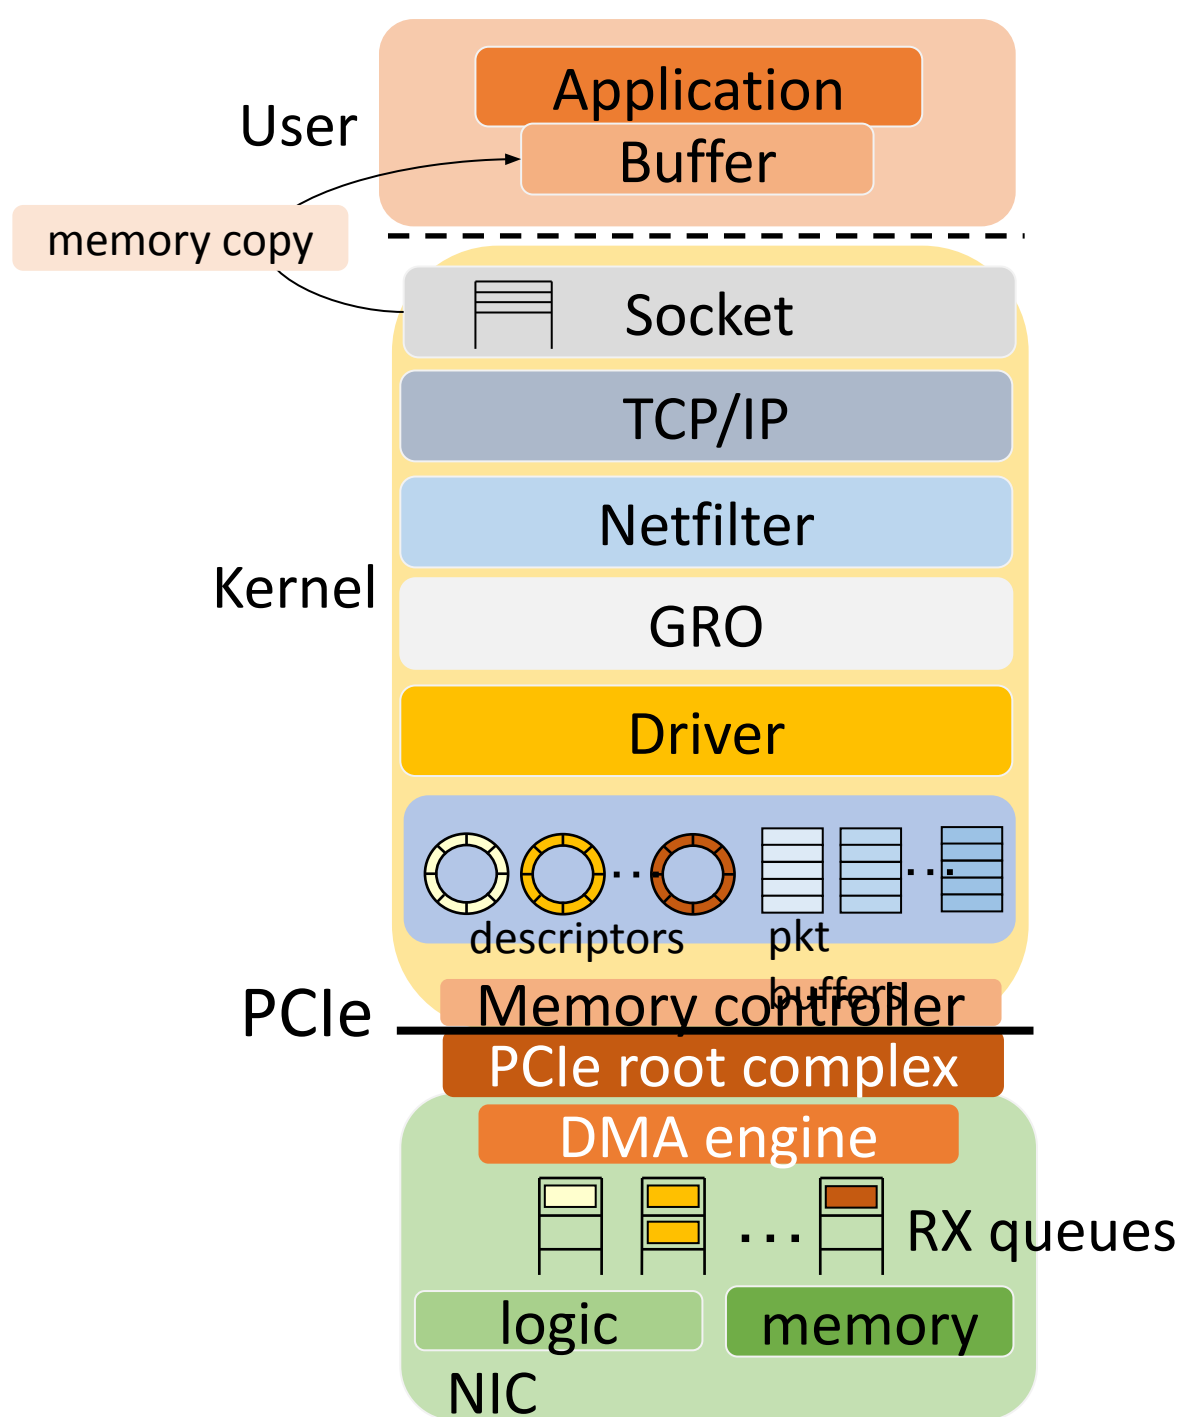 Application
User
Buffer
memory copy
Socket
TCP/IP
Netfilter
Kernel
GRO
Driver
descriptors
pkt
buffers
PCIe
Memory controller
PCIe root complex
DMA engine
RX queues
logic
memory
NIC